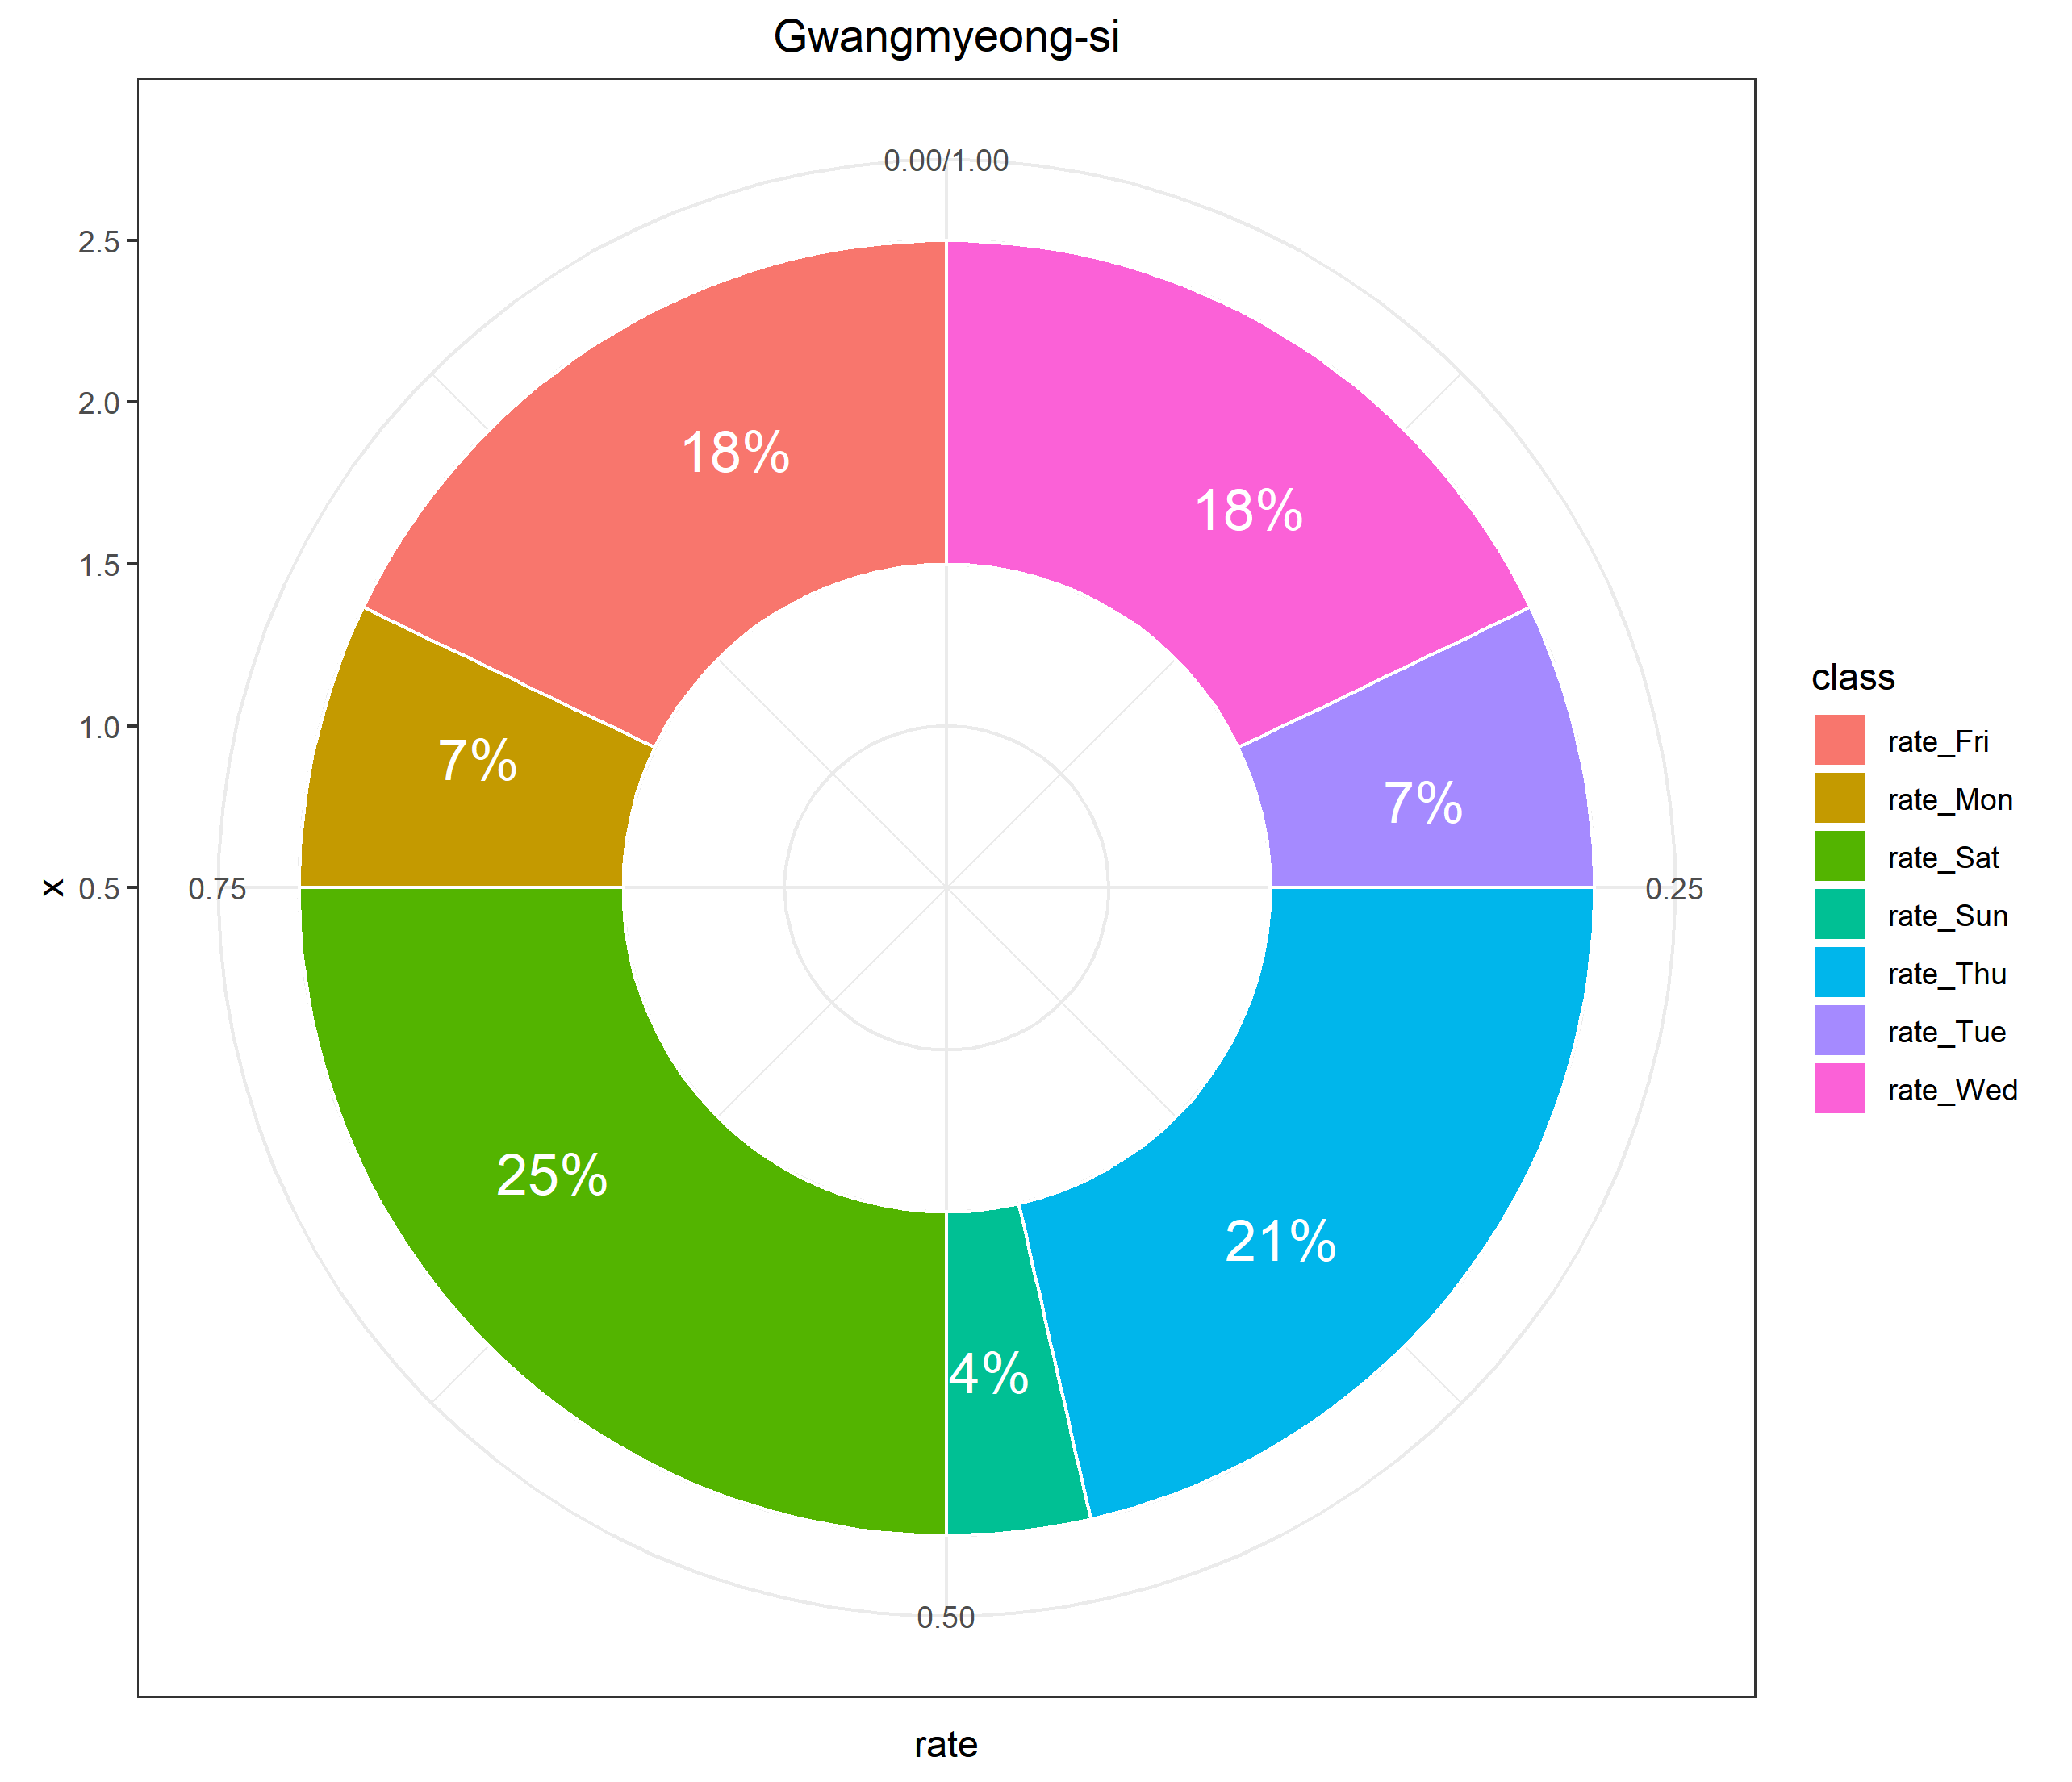 Gwangmyeong-si
0.00/1.00
2.5
2.0
1.5
1.0
0.5
x
0.75
0.25
0.50
18%
18%
7%
7%
25%
21%
4%
rate
class
rate_Fri
rate_Mon
rate_Sat
rate_Sun
rate_Thu
rate_Tue
rate_Wed